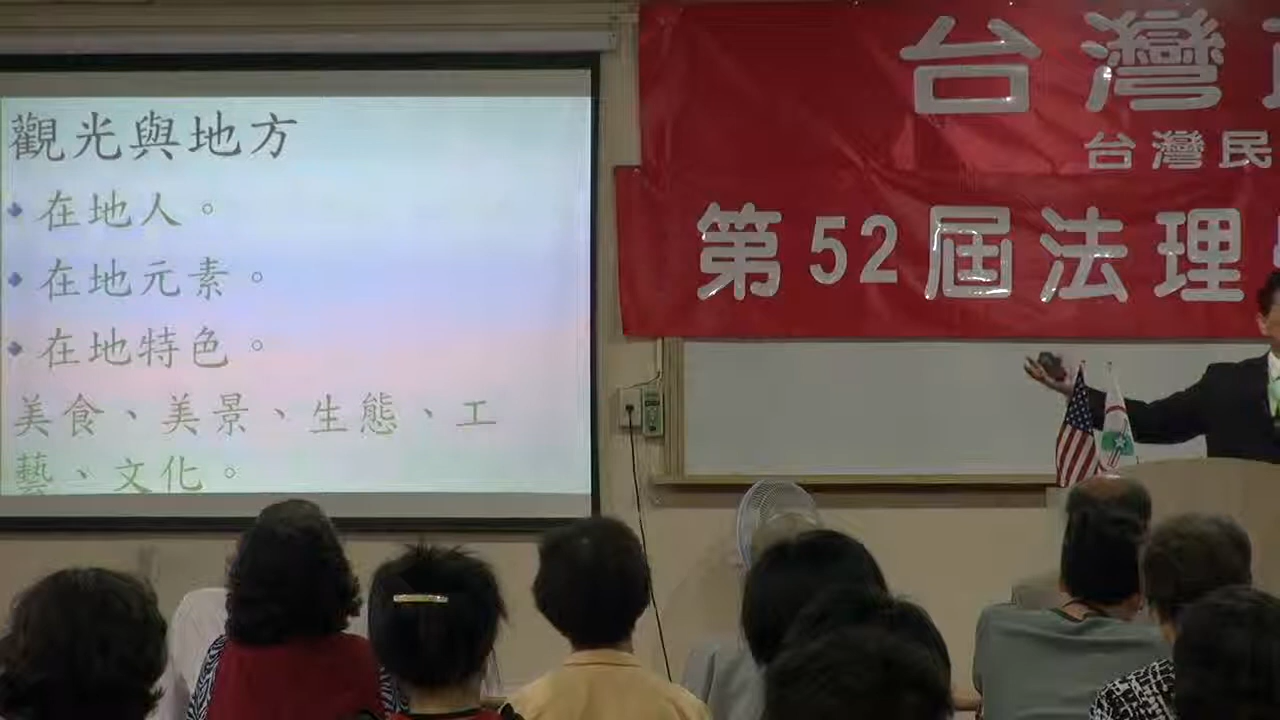 觀光與地方
在地人。
在地元素。
在地特色。
美食、美景、生態、工
藝、文化。
台灣
台灣民
第52屆法理